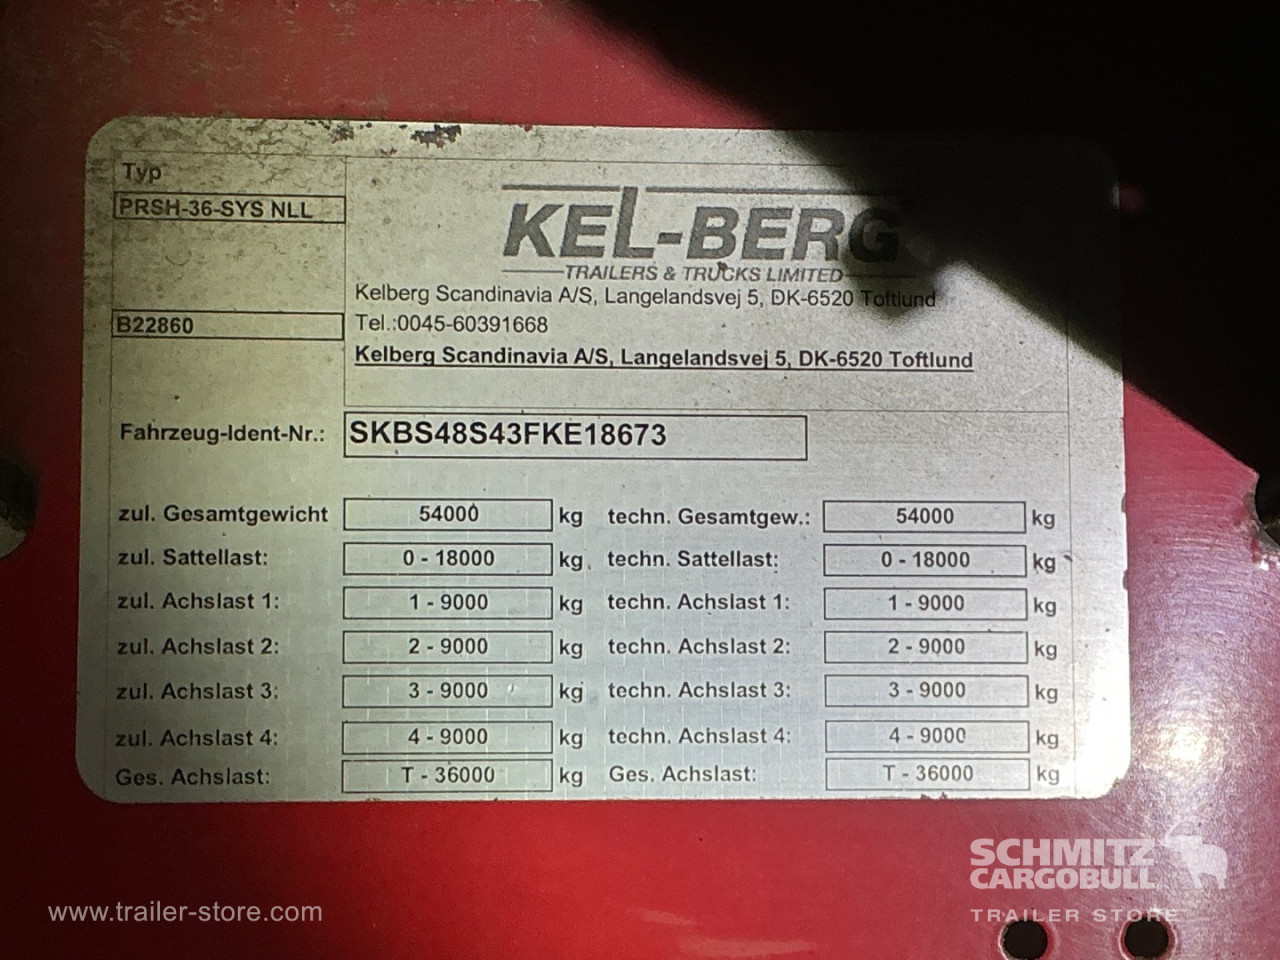 Typ
PRSH-36-SYS NLL
B22860
KEL-BERG
TRAILERS & TRUCKS LIMITED
Kelberg Scandinavia A/S, Langelandsvej 5, DK-6520 Toftlund
Tel.:0045-60391668
Kelberg Scandinavia A/S, Langelandsvej 5, DK-6520 Toftlund
Fahrzeug-Ident-Nr.: SKBS48S43FKE18673
zul. Gesamtgewicht 54000 kg techn. Gesamtgew.: 54000 kg
zul. Sattellast: 0 - 18000 kg techn. Sattellast: 0 - 18000 kg
zul. Achslast 1: 1 - 9000 kg techn. Achslast 1: 1 - 9000 kg
zul. Achslast 2: 2 - 9000 kg techn. Achslast 2: 2 - 9000 kg
zul. Achslast 3: 3 - 9000 kg techn. Achslast 3: 3 - 9000 kg
zul. Achslast 4: 4 - 9000 kg techn. Achslast 4: 4 - 9000 kg
Ges. Achslast: T - 36000 kg Ges. Achslast: T - 36000 kg
www.trailer-store.com
SCHMITZ
CARGOBULL
TRAILER STORE